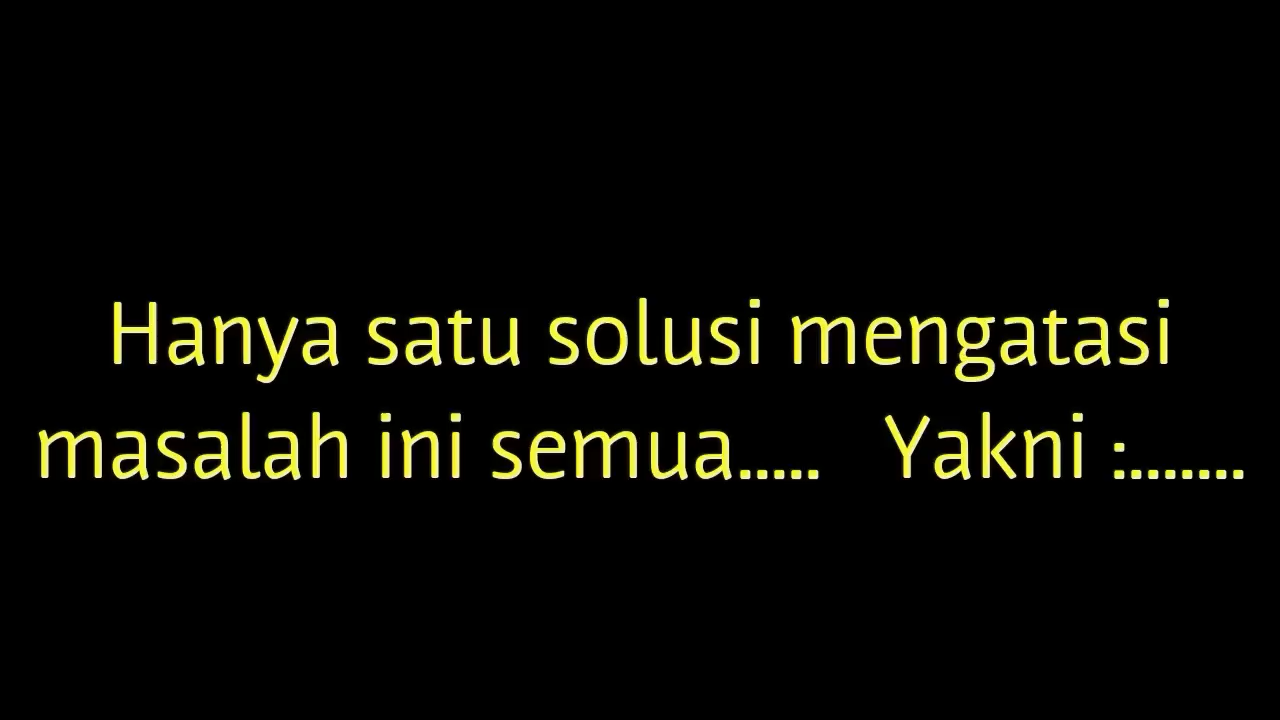 Hanya satu solusi mengatasi
masalah ini semua..... Yakni :.......